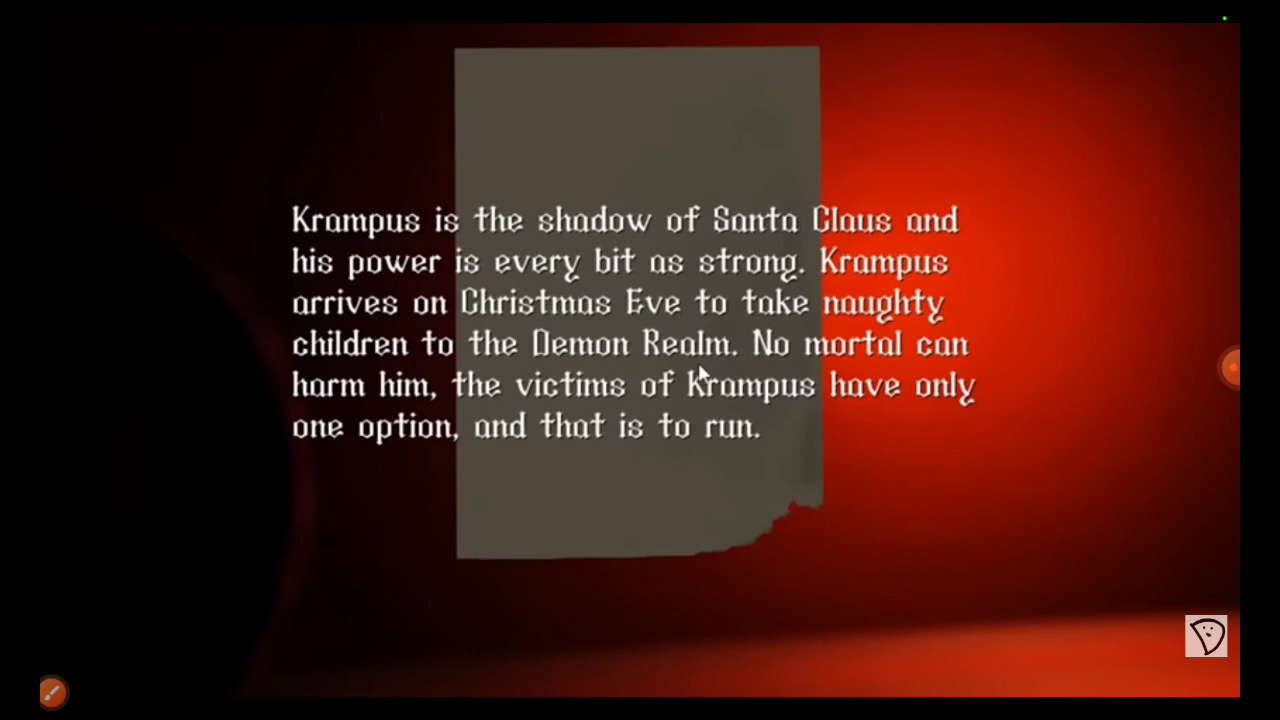 Krampus is the shadow of Santa Claus and
his power is every bit as strong. Krampus
arrives on Christmas Eve to take naughty
children to the Demon Realm. No mortal can
harm him, the victims of Krampus have only
one option, and that is to run.